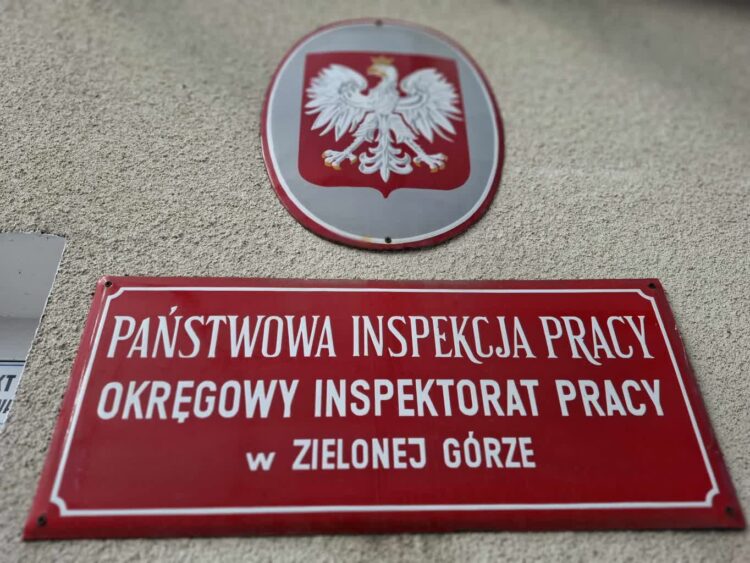 PAŃSTWOWA INSPEKCJA PRACY
OKRĘGOWY INSPEKTORAT PRACY
w ZIELONEJ GÓRZE